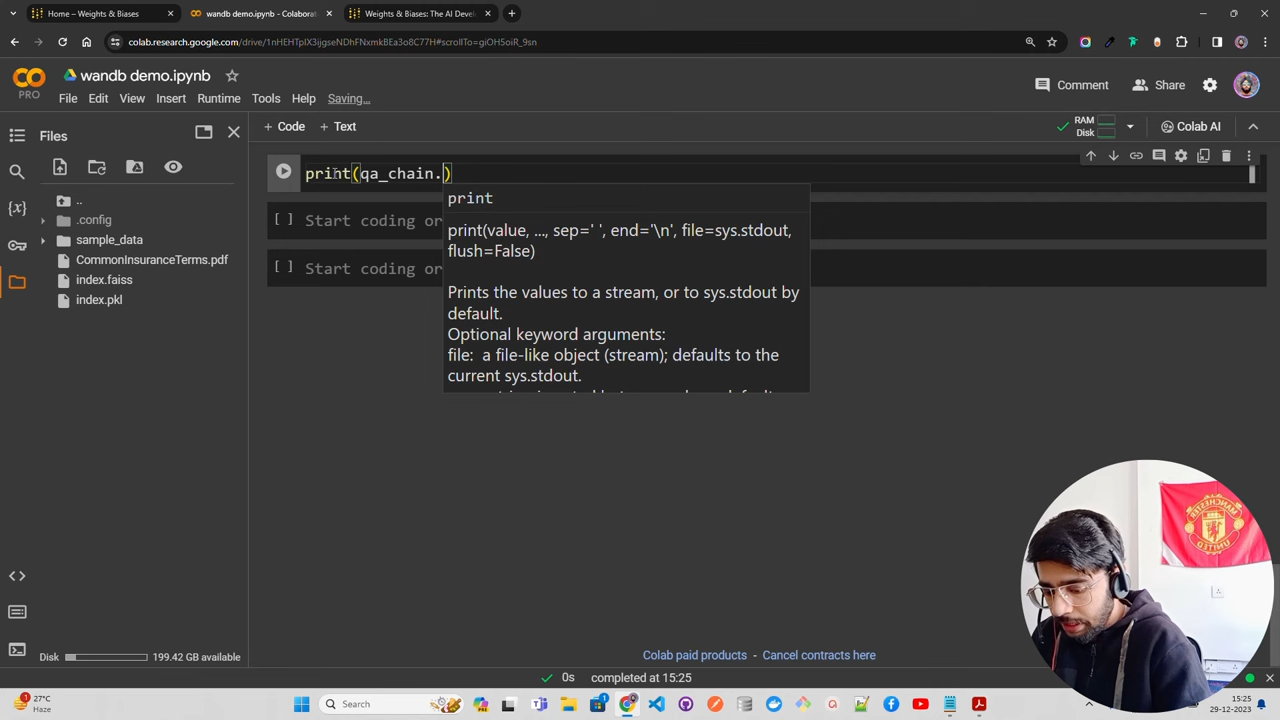 Home – Weights & Biases
wandb demo.ipynb - Colaborat
Weights & Biases: The AI Devel
colab.research.google.com/drive/1nHEHTpIX3ijgseNDhFNxmkBEa3o8C77H#scrollTo=giOH5oiR_9sn
CO
PRO
wandb demo.ipynb
Comment
Share
File Edit View Insert Runtime Tools Help Saving...
Files
+ Code + Text
RAM
Disk
Colab AI
print(qa_chain.)
..
.config
sample_data
CommonInsuranceTerms.pdf
index.faiss
index.pkl
[ ] Start coding or
[ ] Start coding or
print
print(value, ..., sep=' ', end='\n', file=sys.stdout,
flush=False)
Prints the values to a stream, or to sys.stdout by
default.
Optional keyword arguments:
file: a file-like object (stream); defaults to the
current sys.stdout.
MANCHESTER
UNITED
Disk
199.42 GB available
Colab paid products - Cancel contracts here
0s completed at 15:25
1
27°C
Haze
Search
15:25
29-12-2023